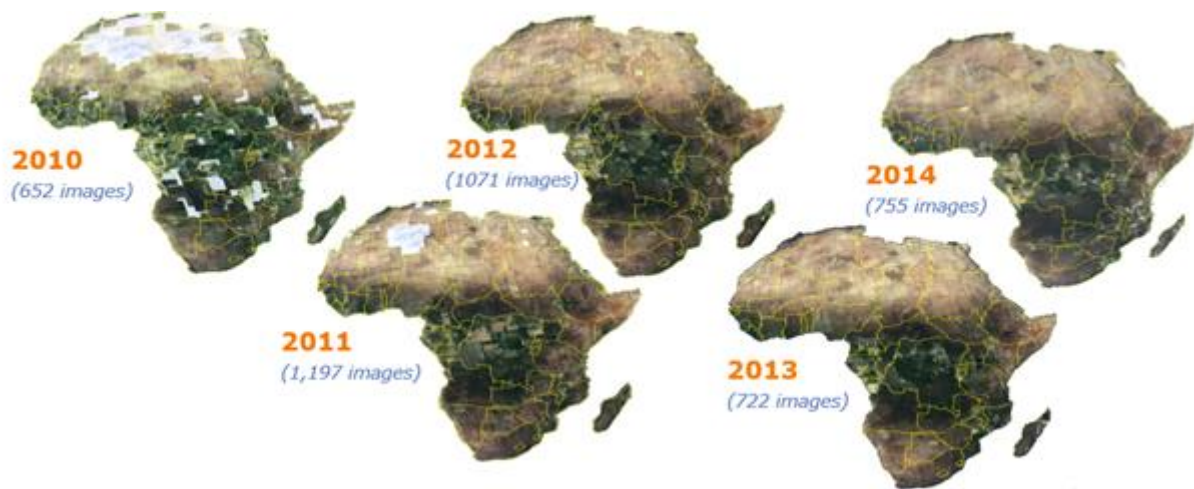 2010
(652 images)
2012
(1071 images)
2014
(755 images)
2011
(1,197 images)
2013
(722 images)